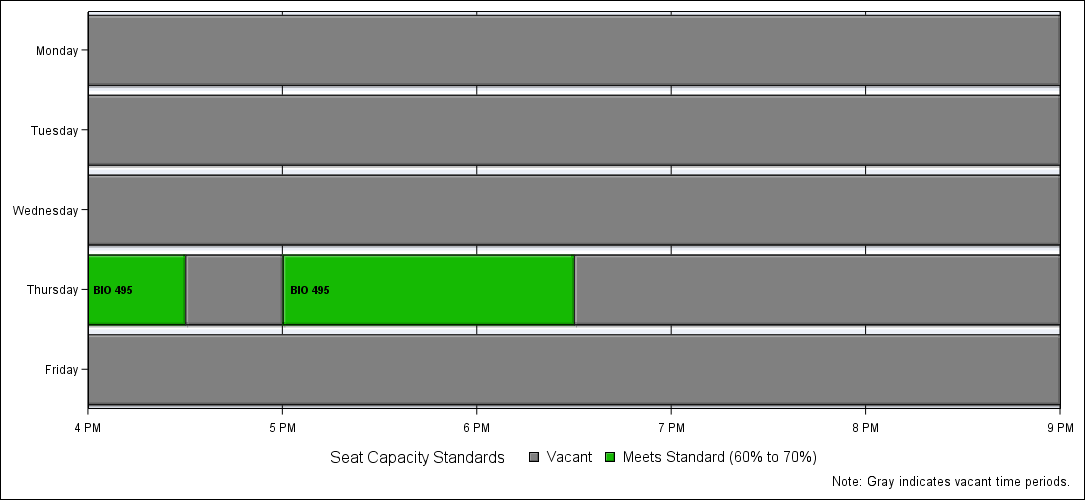 Monday
Tuesday
Wednesday
Thursday
BIO 495
BIO 495
Friday
4 PM
5 PM
6 PM
7 PM
8 PM
9 PM
Seat Capacity Standards
Vacant
Meets Standard (60% to 70%)
Note: Gray indicates vacant time periods.